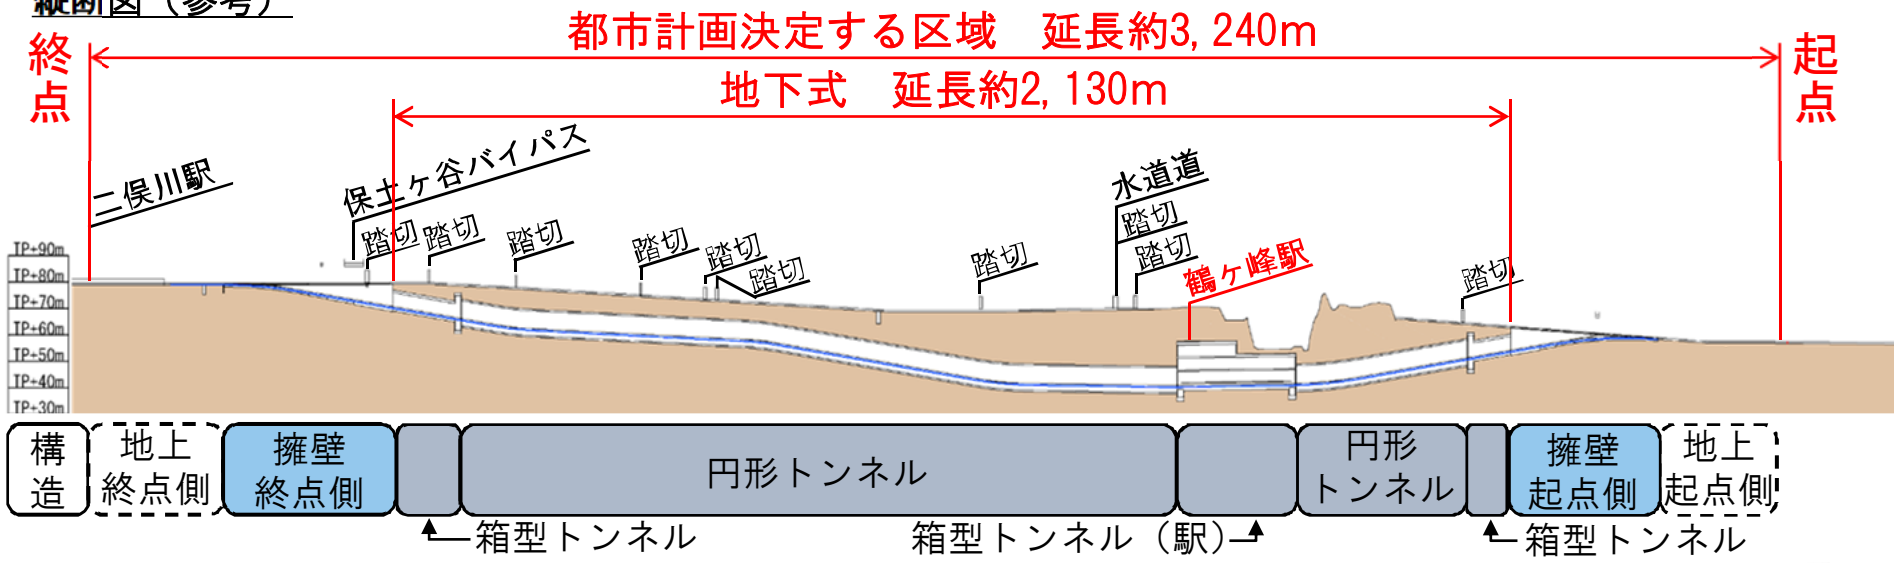 縦断図（参考）
都市計画決定する区域　延長約3,240m
地下式　延長約2,130m
終点
起点
二俣川駅
保土ヶ谷バイパス
踏切
踏切
踏切
踏切
踏切
踏切
踏切
水道道
踏切
踏切
鶴ヶ峰駅
踏切
TP+90m
TP+80m
TP+70m
TP+60m
TP+50m
TP+40m
TP+30m
構造
地上
終点側
擁壁
終点側
円形トンネル
円形
トンネル
擁壁
起点側
地上
起点側
箱型トンネル
箱型トンネル（駅）
箱型トンネル